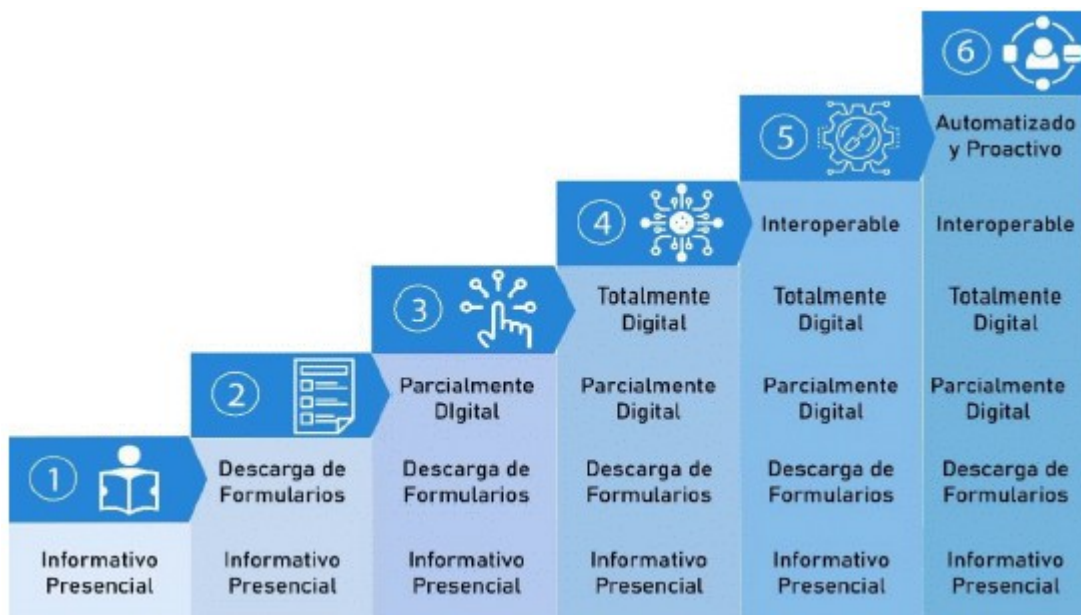 6
Automatizado
y Proactivo
5
Interoperable
Interoperable
4
Totalmente
Digital
Totalmente
Digital
Totalmente
Digital
3
Parcialmente
DIgital
Parcialmente
Digital
Parcialmente
Digital
Parcialmente
Digital
2
Descarga de
Formularios
Descarga de
Formularios
Descarga de
Formularios
Descarga de
Formularios
Descarga de
Formularios
1
Informativo
Presencial
Informativo
Presencial
Informativo
Presencial
Informativo
Presencial
Informativo
Presencial
Informativo
Presencial